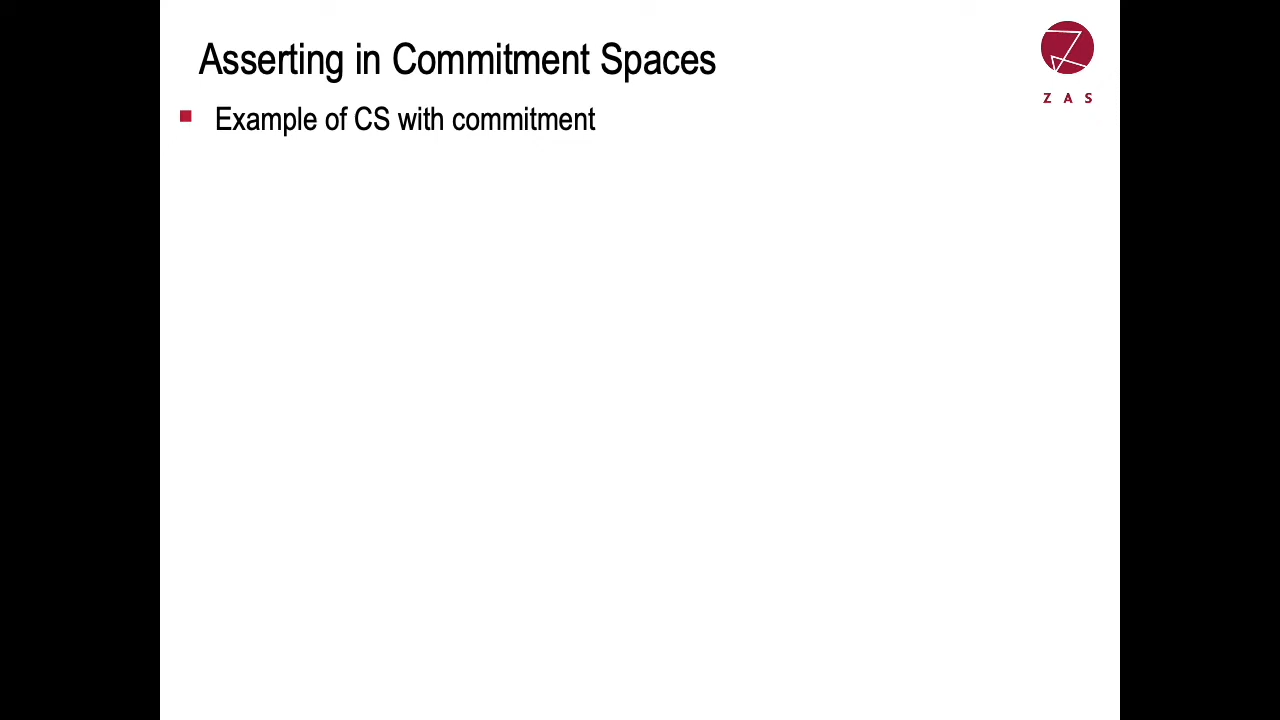 Asserting in Commitment Spaces
Z A S
Example of CS with commitment